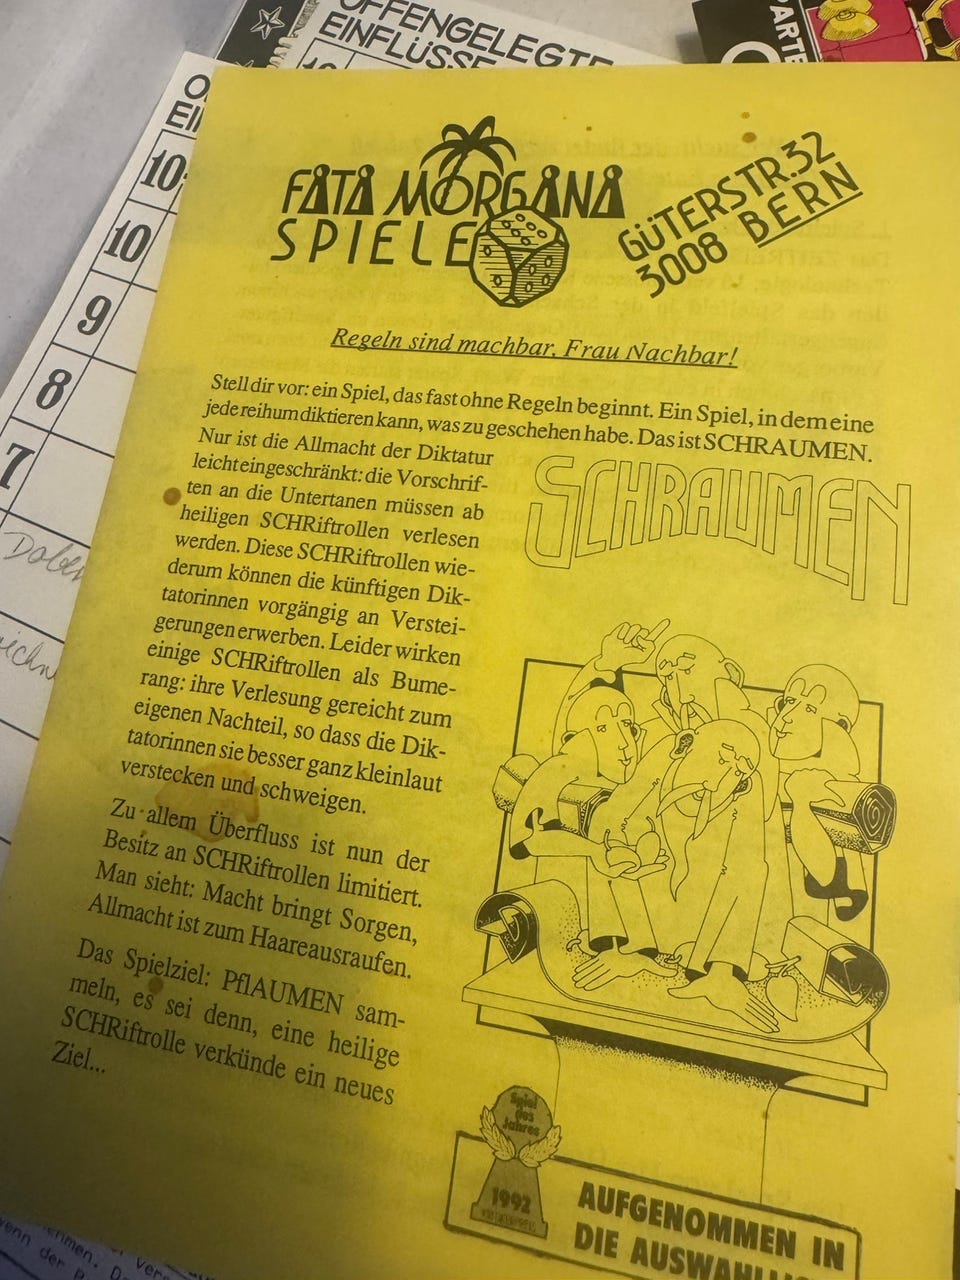 OFFENGELEGTE
EINFLÜSSE
PARTE
O
EI
10
10
10
9
8
7
FATA MORGANA
SPIELE
GÜTERSTR.32
3008 BERN
Regeln sind machbar, Frau Nachbar!
Stell dir vor: ein Spiel, das fast ohne Regeln beginnt. Ein Spiel, in dem eine
jede reihum diktieren kann, was zu geschehen habe. Das ist SCHRAUMEN.
Nur ist die Allmacht der Diktatur
leicht eingeschränkt: die Vorschrif-
ten an die Untertanen müssen ab
heiligen SCHRiftrollen verlesen
werden. Diese SCHRiftrollen wie-
derum können die künftigen Dik-
tatorinnen vorgängig an Verstei-
gerungen erwerben. Leider wirken
einige SCHRiftrollen als Bume-
rang: ihre Verlesung gereicht zum
eigenen Nachteil, so dass die Dik-
tatorinnen sie besser ganz kleinlaut
verstecken und schweigen.
Zu allem Überfluss ist nun der
Besitz an SCHRiftrollen limitiert.
Man sieht: Macht bringt Sorgen,
Allmacht ist zum Haareausraufen.
Das Spielziel: PflAUMEN sam-
meln, es sei denn, eine heilige
SCHRiftrolle verkünde ein neues
Ziel...
SCHRAUMEN
Spiel
des
Jahres
1992
AUFGENOMMEN IN
DIE AUSWAHLLI